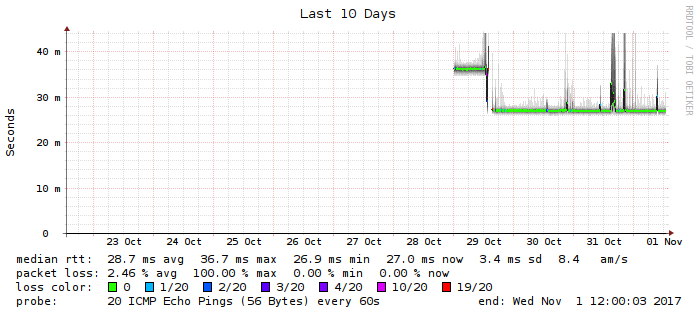 Last 10 Days
RRDTOOL / TOBI OETIKER
Seconds
40 m
30 m
20 m
10 m
0
23 Oct 24 Oct 25 Oct 26 Oct 27 Oct 28 Oct 29 Oct 30 Oct 31 Oct 01 Nov
median rtt: 28.7 ms avg 36.7 ms max 26.9 ms min 27.0 ms now 3.4 ms sd 8.4 am/s
packet loss: 2.46 % avg 100.00 % max 0.00 % min 0.00 % now
loss color: 0 1/20 2/20 3/20 4/20 10/20 19/20
probe: 20 ICMP Echo Pings (56 Bytes) every 60s end: Wed Nov 1 12:00:03 2017